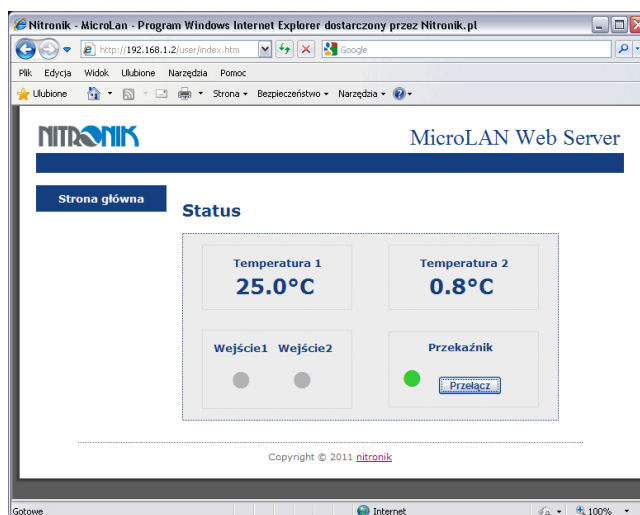 Nitronik - MicroLan - Program Windows Internet Explorer dostarczony przez Nitronik.pl
http://192.168.1.2/user/index.htm
Google
Plik Edycja Widok Ulubione Narzędzia Pomoc
Ulubione Strona Bezpieczeństwo Narzędzia
NITRONIK
MicroLAN Web Server
Strona główna
Status
Temperatura 1 Temperatura 2
25.0°C 0.8°C
Wejście1 Wejście2 Przekaźnik
Przełącz
Copyright © 2011 nitronik
Gotowe Internet 100%